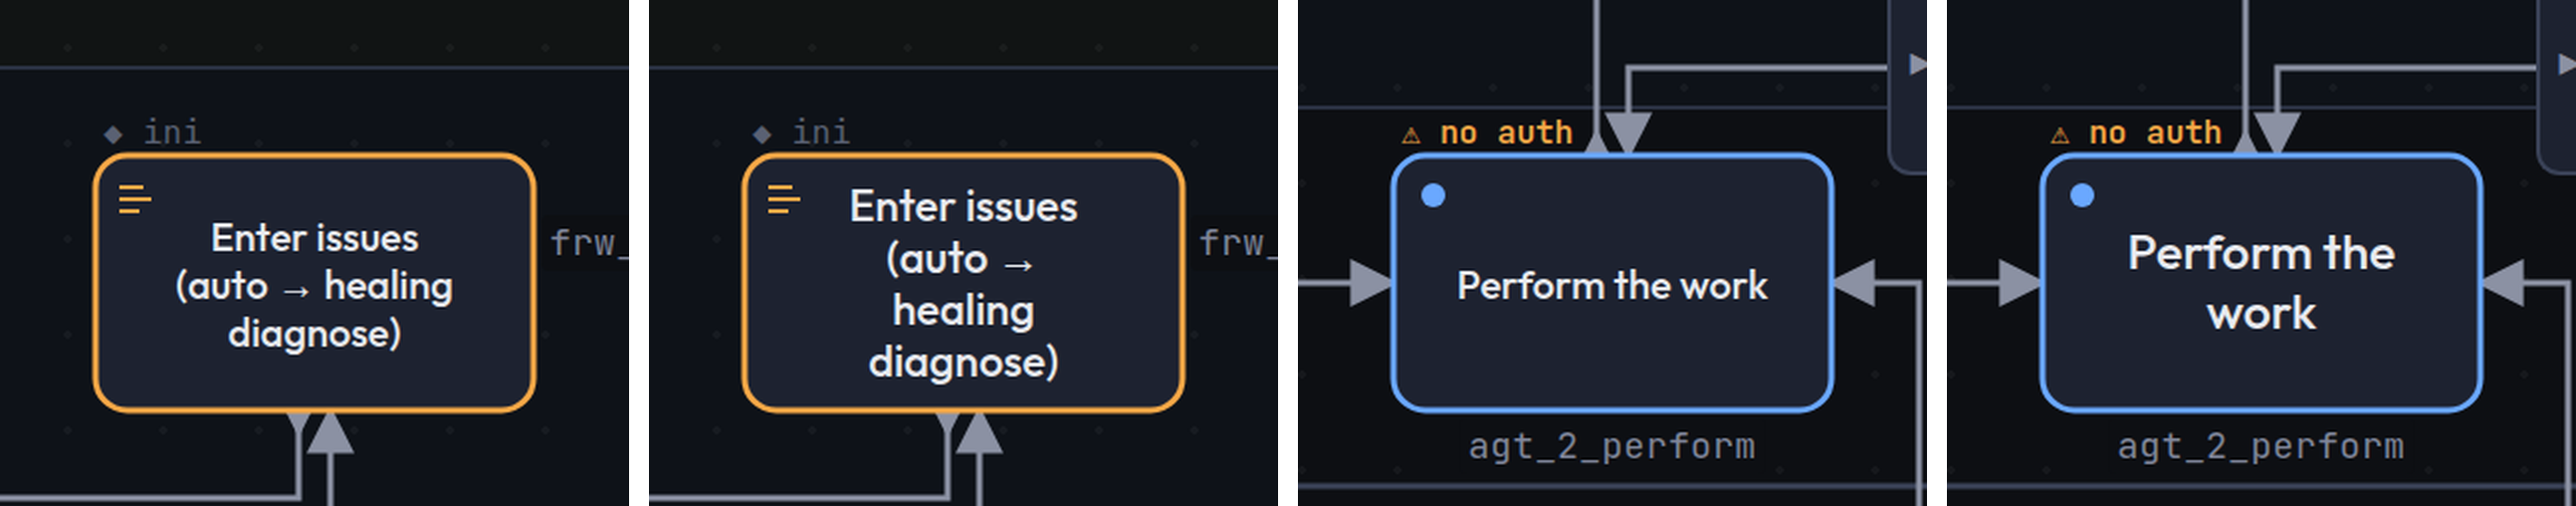 ◆ ini
Enter issues
(auto → healing
diagnose)
frw_
◆ ini
Enter issues
(auto →
healing
diagnose)
frw_
⚠ no auth
Perform the work
agt_2_perform
⚠ no auth
Perform the
work
agt_2_perform